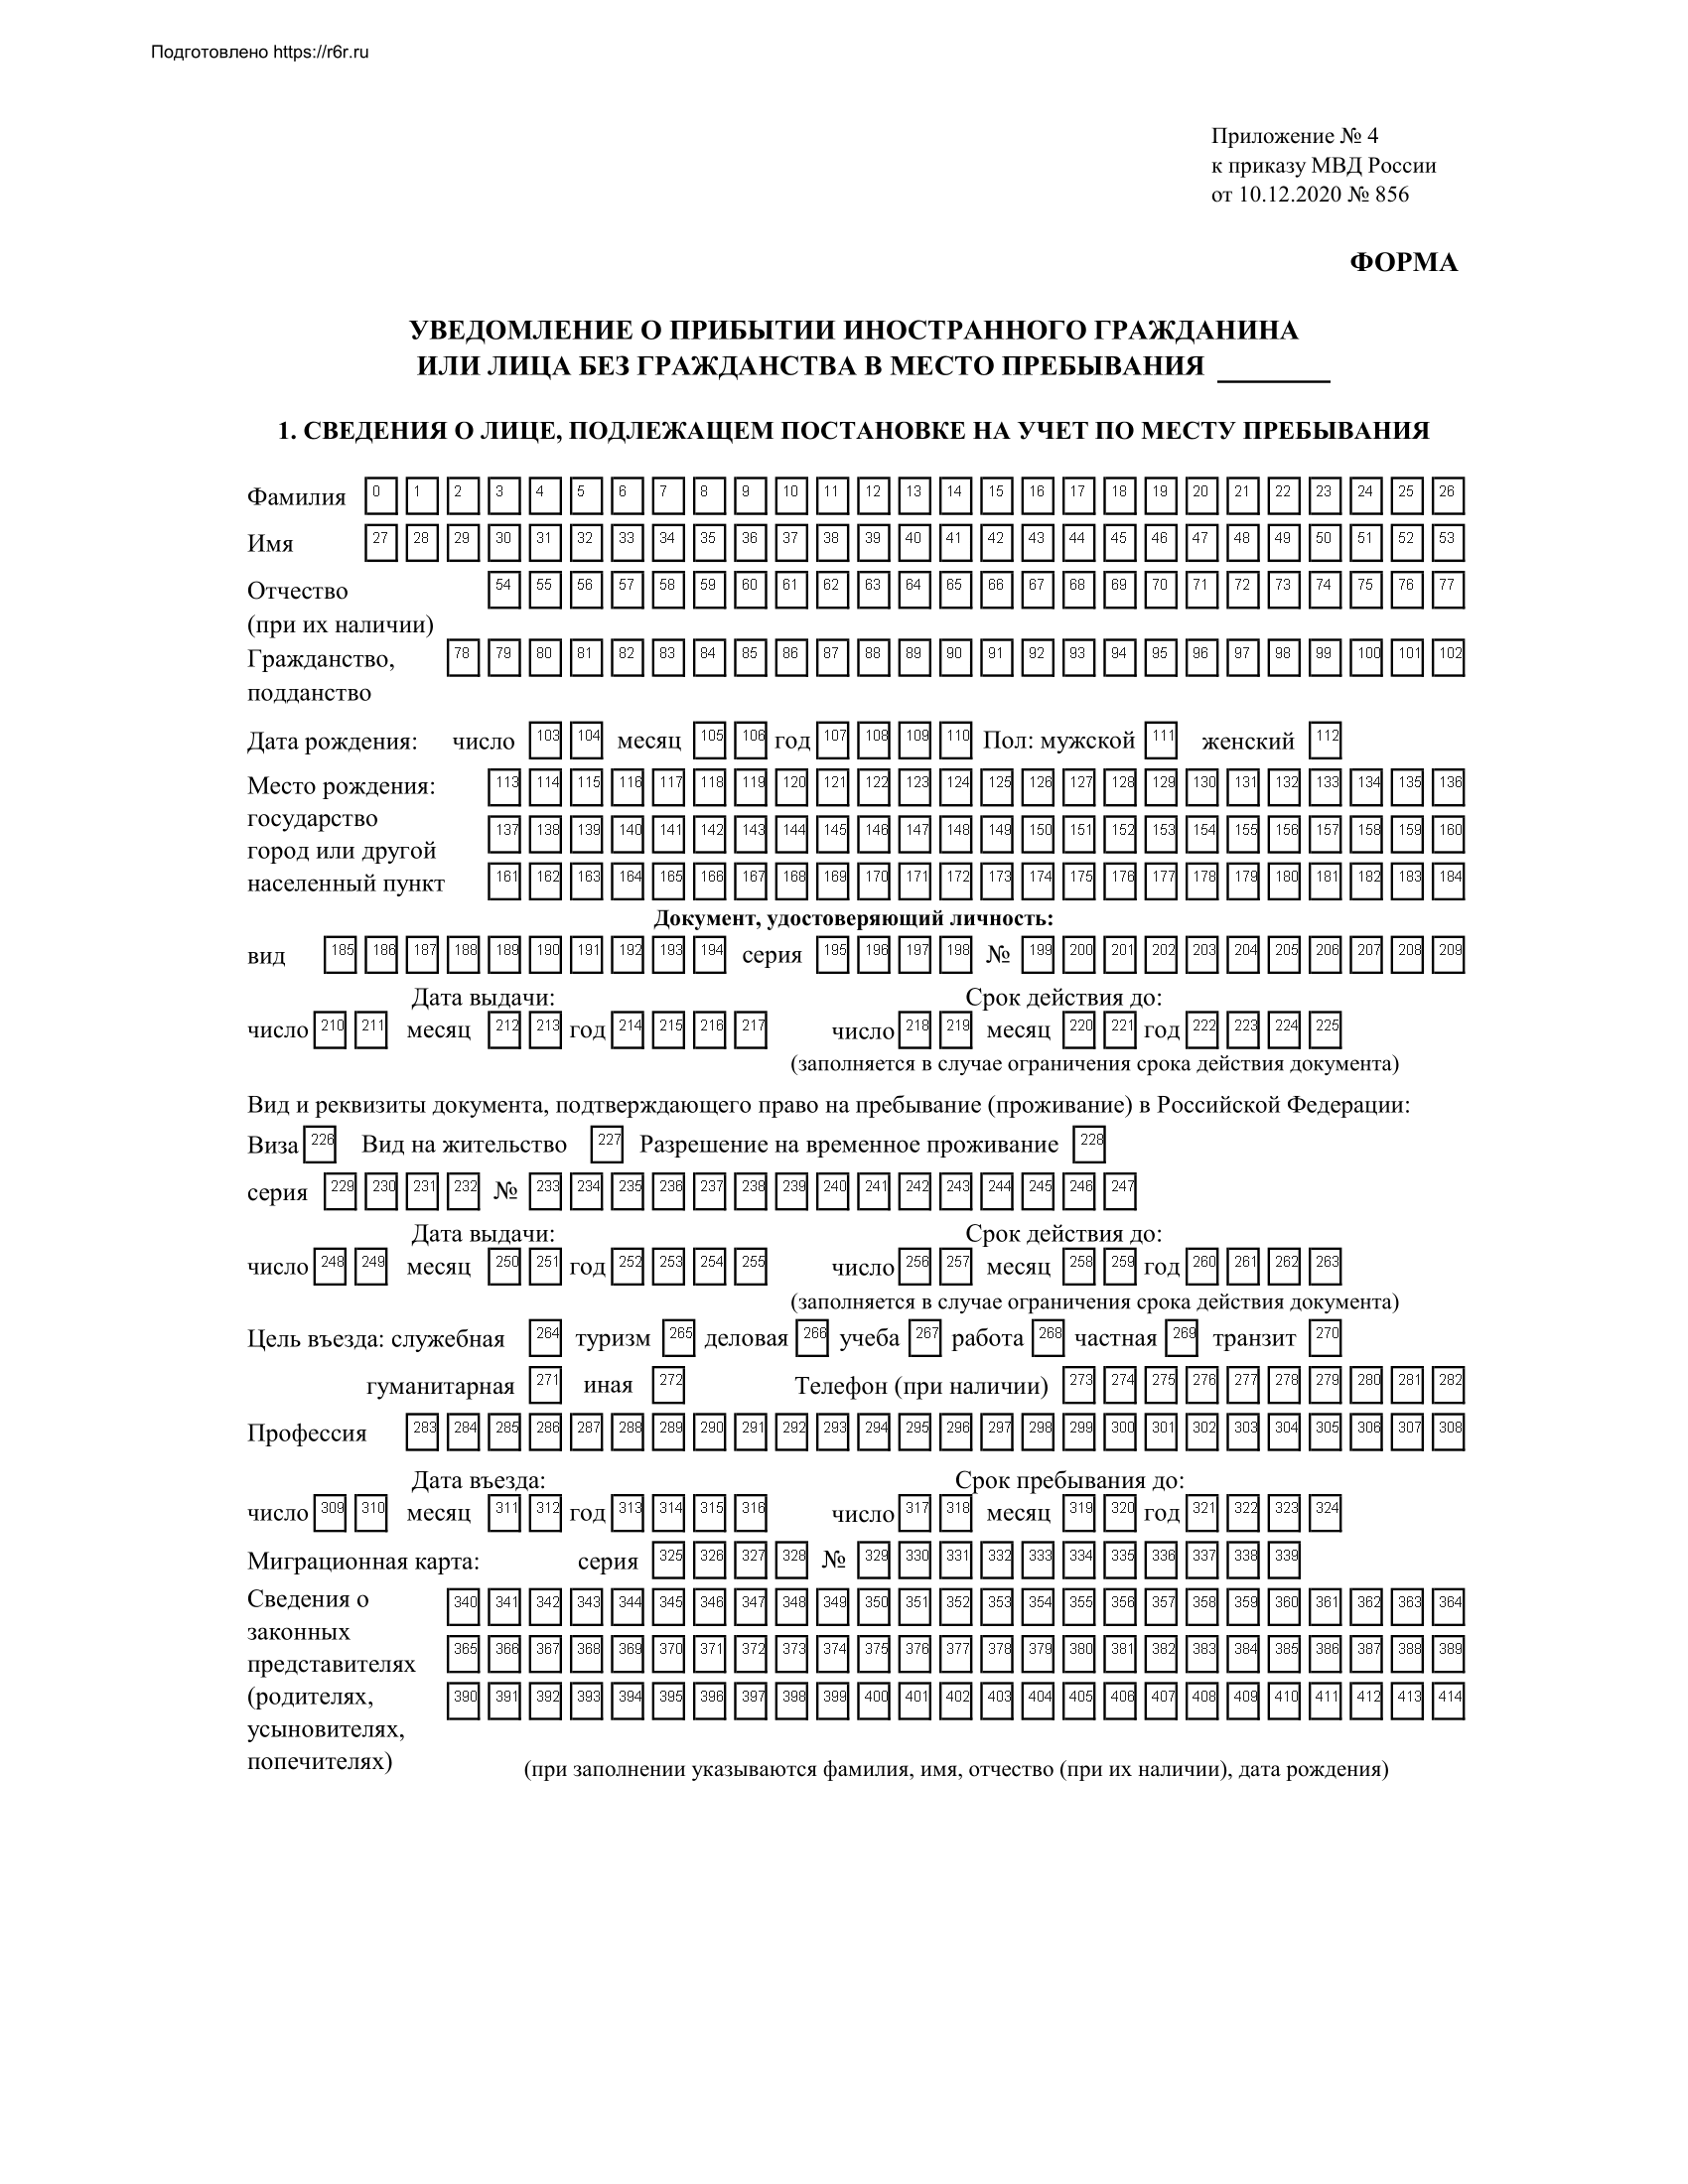 Подготовлено https://r6r.ru
Приложение № 4
к приказу МВД России
от 10.12.2020 № 856
ФОРМА
УВЕДОМЛЕНИЕ О ПРИБЫТИИ ИНОСТРАННОГО ГРАЖДАНИНА
ИЛИ ЛИЦА БЕЗ ГРАЖДАНСТВА В МЕСТО ПРЕБЫВАНИЯ ________
1. СВЕДЕНИЯ О ЛИЦЕ, ПОДЛЕЖАЩЕМ ПОСТАНОВКЕ НА УЧЕТ ПО МЕСТУ ПРЕБЫВАНИЯ
Фамилия 0 1 2 3 4 5 6 7 8 9 10 11 12 13 14 15 16 17 18 19 20 21 22 23 24 25 26
Имя 27 28 29 30 31 32 33 34 35 36 37 38 39 40 41 42 43 44 45 46 47 48 49 50 51 52 53
Отчество 54 55 56 57 58 59 60 61 62 63 64 65 66 67 68 69 70 71 72 73 74 75 76 77
(при их наличии)
Гражданство, 78 79 80 81 82 83 84 85 86 87 88 89 90 91 92 93 94 95 96 97 98 99 100 101 102
подданство
Дата рождения: число 103 104 месяц 105 106 год 107 108 109 110 Пол: мужской 111 женский 112
Место рождения: 113 114 115 116 117 118 119 120 121 122 123 124 125 126 127 128 129 130 131 132 133 134 135 136
государство 137 138 139 140 141 142 143 144 145 146 147 148 149 150 151 152 153 154 155 156 157 158 159 160
город или другой
населенный пункт 161 162 163 164 165 166 167 168 169 170 171 172 173 174 175 176 177 178 179 180 181 182 183 184
Документ, удостоверяющий личность:
вид 185 186 187 188 189 190 191 192 193 194 серия 195 196 197 198 № 199 200 201 202 203 204 205 206 207 208 209
Дата выдачи: Срок действия до:
число 210 211 месяц 212 213 год 214 215 216 217 число 218 219 месяц 220 221 год 222 223 224 225
(заполняется в случае ограничения срока действия документа)
Вид и реквизиты документа, подтверждающего право на пребывание (проживание) в Российской Федерации:
Виза 226 Вид на жительство 227 Разрешение на временное проживание 228
серия 229 230 231 232 № 233 234 235 236 237 238 239 240 241 242 243 244 245 246 247
Дата выдачи: Срок действия до:
число 248 249 месяц 250 251 год 252 253 254 255 число 256 257 месяц 258 259 год 260 261 262 263
(заполняется в случае ограничения срока действия документа)
Цель въезда: служебная 264 туризм 265 деловая 266 учеба 267 работа 268 частная 269 транзит 270
гуманитарная 271 иная 272 Телефон (при наличии) 273 274 275 276 277 278 279 280 281 282
Профессия 283 284 285 286 287 288 289 290 291 292 293 294 295 296 297 298 299 300 301 302 303 304 305 306 307 308
Дата въезда: Срок пребывания до:
число 309 310 месяц 311 312 год 313 314 315 316 число 317 318 месяц 319 320 год 321 322 323 324
Миграционная карта: серия 325 326 327 328 № 329 330 331 332 333 334 335 336 337 338 339
Сведения о 340 341 342 343 344 345 346 347 348 349 350 351 352 353 354 355 356 357 358 359 360 361 362 363 364
законных
представителях 365 366 367 368 369 370 371 372 373 374 375 376 377 378 379 380 381 382 383 384 385 386 387 388 389
(родителях, 390 391 392 393 394 395 396 397 398 399 400 401 402 403 404 405 406 407 408 409 410 411 412 413 414
усыновителях,
попечителях)
(при заполнении указываются фамилия, имя, отчество (при их наличии), дата рождения)